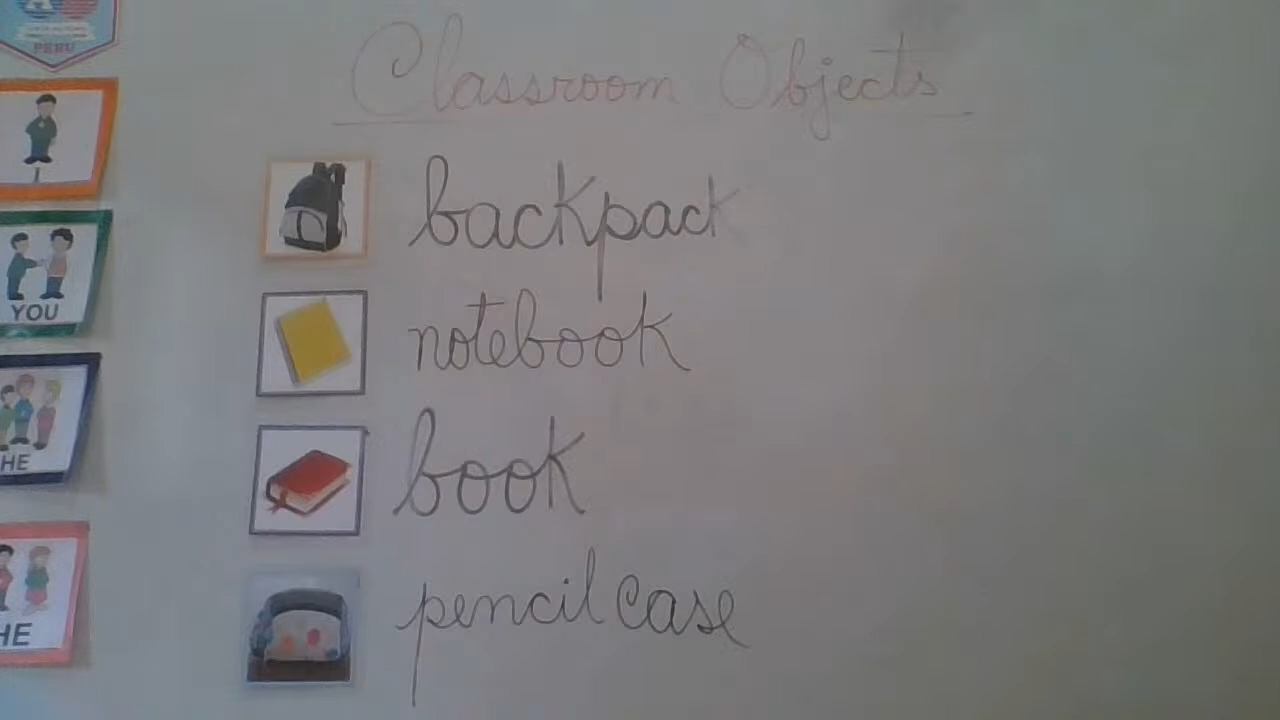 PERU
Classroom Objects
I
backpack
YOU
notebook
HE
book
HE
pencil case